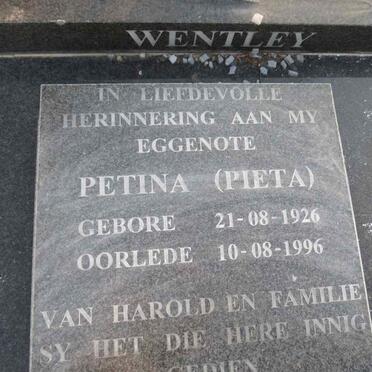 WENTLEY
IN LIEFDEVOLLE
HERINNERING AAN MY
EGGENOTE
PETINA (PIETA)
GEBORE 21-08-1926
OORLEDE 10-08-1996
VAN HAROLD EN FAMILIE
SY HET DIE HERE INNIG
GEDIEN